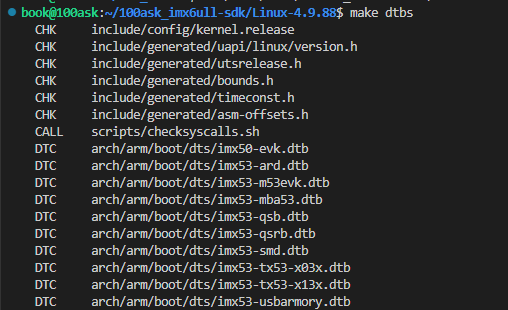 book@100ask:~/100ask_imx6ull-sdk/Linux-4.9.88$ make dtbs
CHK include/config/kernel.release
CHK include/generated/uapi/linux/version.h
CHK include/generated/utsrelease.h
CHK include/generated/bounds.h
CHK include/generated/timeconst.h
CHK include/generated/asm-offsets.h
CALL scripts/checksyscalls.sh
DTC arch/arm/boot/dts/imx50-evk.dtb
DTC arch/arm/boot/dts/imx53-ard.dtb
DTC arch/arm/boot/dts/imx53-m53evk.dtb
DTC arch/arm/boot/dts/imx53-mba53.dtb
DTC arch/arm/boot/dts/imx53-qsb.dtb
DTC arch/arm/boot/dts/imx53-qsrb.dtb
DTC arch/arm/boot/dts/imx53-smd.dtb
DTC arch/arm/boot/dts/imx53-tx53-x03x.dtb
DTC arch/arm/boot/dts/imx53-tx53-x13x.dtb
DTC arch/arm/boot/dts/imx53-usbarmory.dtb